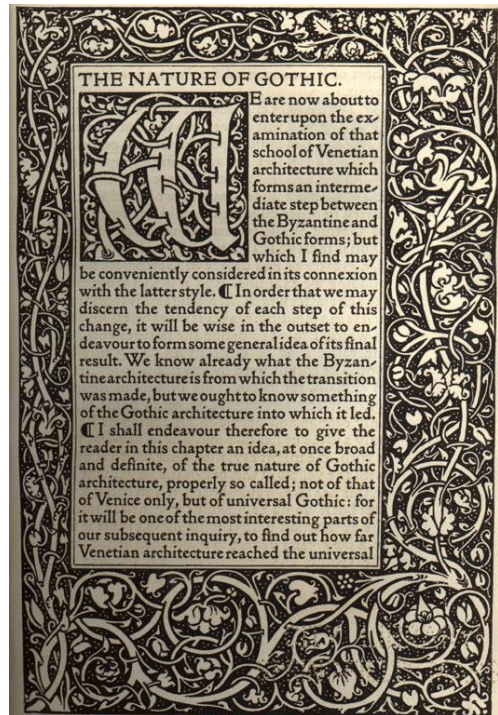 THE NATURE OF GOTHIC.
WE are now about to
enter upon the ex-
amination of that
school of Venetian
architecture which
forms an interme-
diate step between
the Byzantine and
Gothic forms; but
which I find may
be conveniently considered in its connexion
with the latter style. ⁋ In order that we may
discern the tendency of each step of this
change, it will be wise in the outset to en-
deavour to form some general idea of its final
result. We know already what the Byzan-
tine architecture is from which the transition
was made, but we ought to know something
of the Gothic architecture into which it led.
⁋ I shall endeavour therefore to give the
reader in this chapter an idea, at once broad
and definite, of the true nature of Gothic
architecture, properly so called; not of that
of Venice only, but of universal Gothic: for
it will be one of the most interesting parts of
our subsequent inquiry, to find out how far
Venetian architecture reached the universal